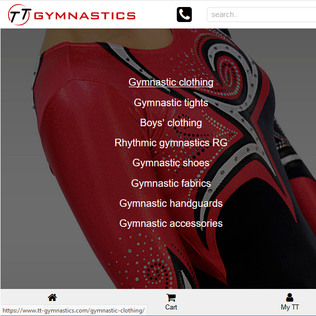 TT GYMNASTICS
search.
Gymnastic clothing
Gymnastic tights
Boys' clothing
Rhythmic gymnastics RG
Gymnastic shoes
Gymnastic fabrics
Gymnastic handguards
Gymnastic accessories
Cart
My TT
https://www.tt-gymnastics.com/gymnastic-clothing/